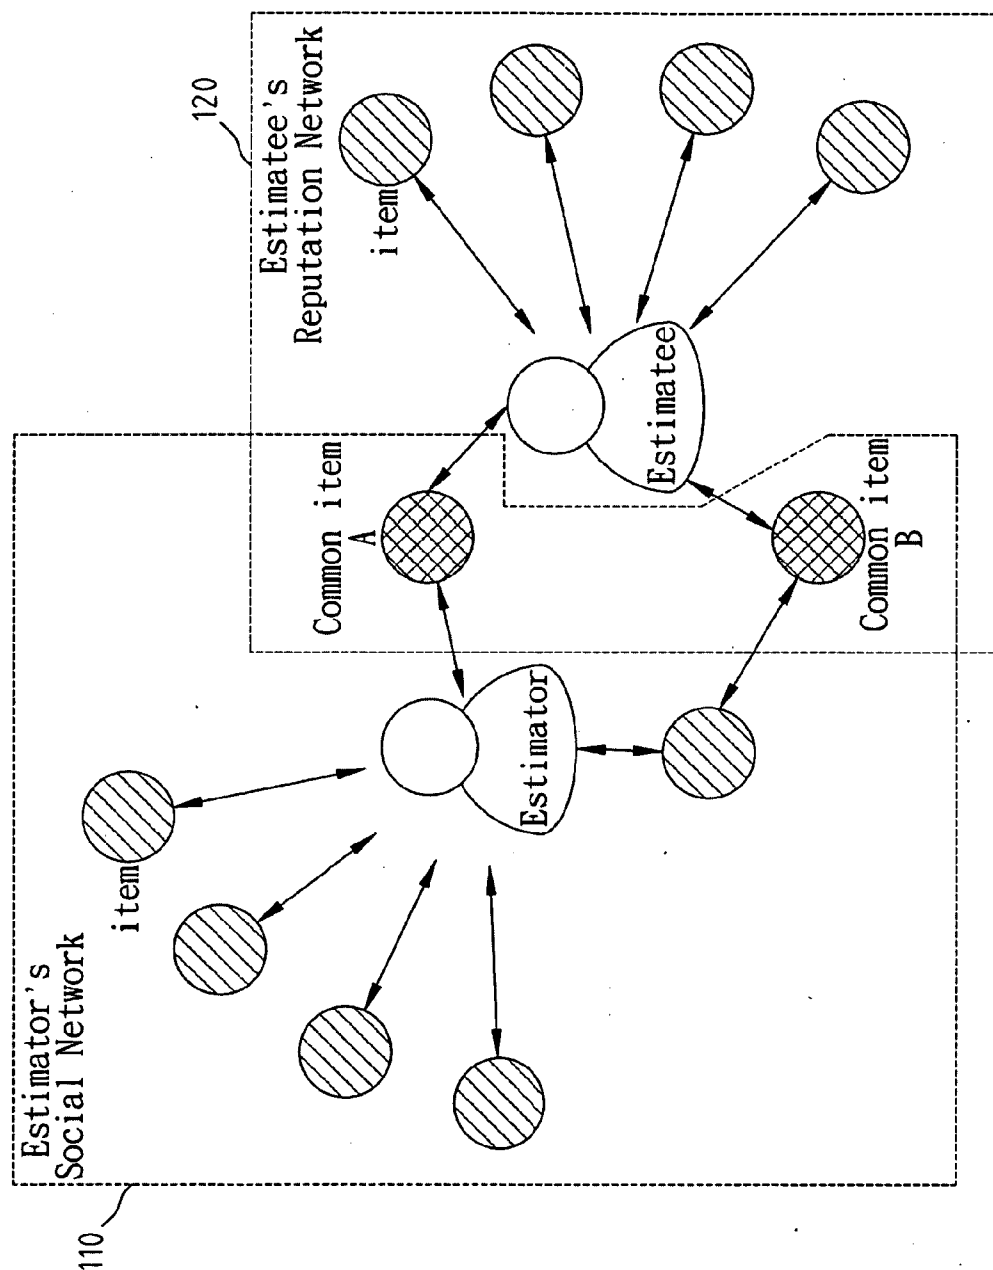 110
Estimator's
Social Network
item
Estimator
Common item
A
Common item
B
120
Estimatee's
Reputation Network
item
Estimatee